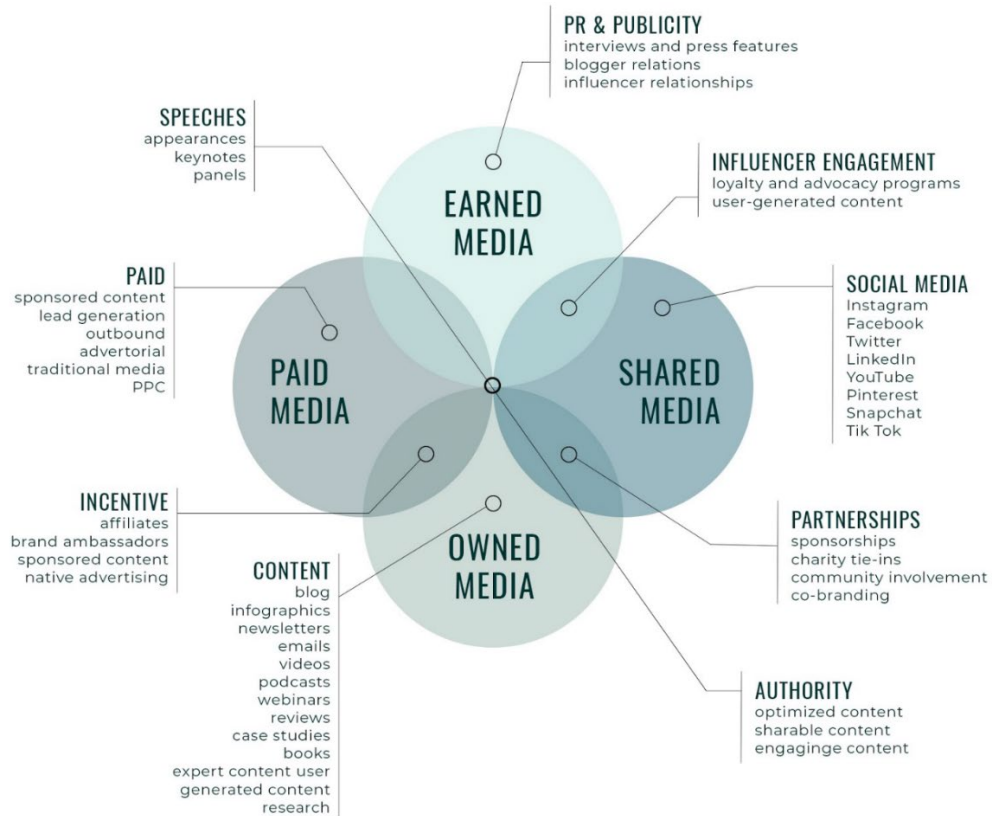 PR & PUBLICITY
interviews and press features
blogger relations
influencer relationships
SPEECHES
appearances
keynotes
panels
INFLUENCER ENGAGEMENT
loyalty and advocacy programs
user-generated content
EARNED
MEDIA
PAID
sponsored content
lead generation
outbound
advertorial
traditional media
PPC
SOCIAL MEDIA
Instagram
Facebook
Twitter
LinkedIn
YouTube
Pinterest
Snapchat
Tik Tok
PAID
MEDIA
SHARED
MEDIA
INCENTIVE
affiliates
brand ambassadors
sponsored content
native advertising
OWNED
MEDIA
PARTNERSHIPS
sponsorships
charity tie-ins
community involvement
co-branding
CONTENT
blog
infographics
newsletters
emails
videos
podcasts
webinars
reviews
case studies
books
expert content user
generated content
research
AUTHORITY
optimized content
sharable content
engaginge content